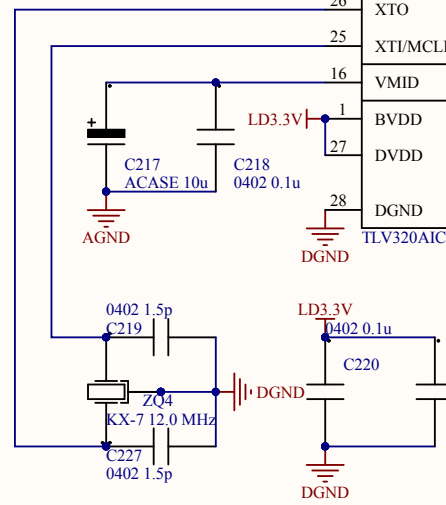 26
XTO
25
XTI/MCL
16
VMID
LD3.3V
1
BVDD
27
DVDD
+
C217
ACASE 10u
C218
0402 0.1u
28
DGND
AGND
TLV320AIC
DGND
0402 1.5p
C219
LD3.3V
0402 0.1u
C220
DGND
ZQ4
KX-7 12.0 MHz
C227
0402 1.5p
DGND